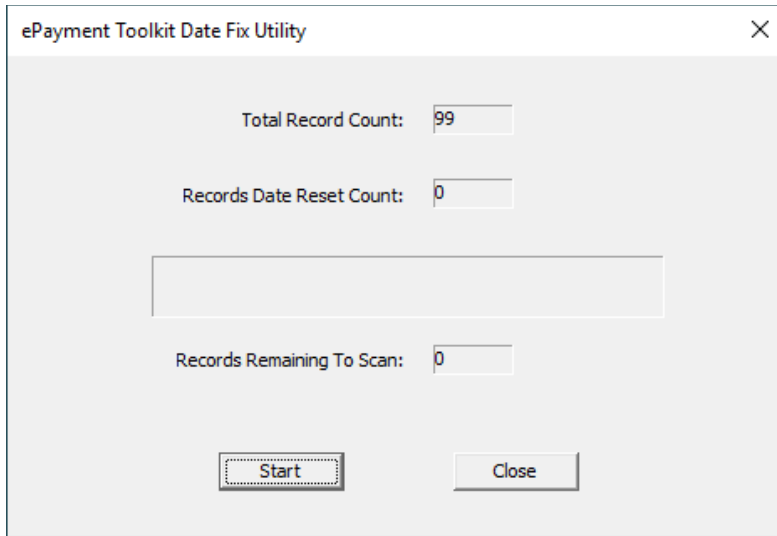 ePayment Toolkit Date Fix Utility
Total Record Count: 99
Records Date Reset Count: 0
Records Remaining To Scan: 0
Start Close